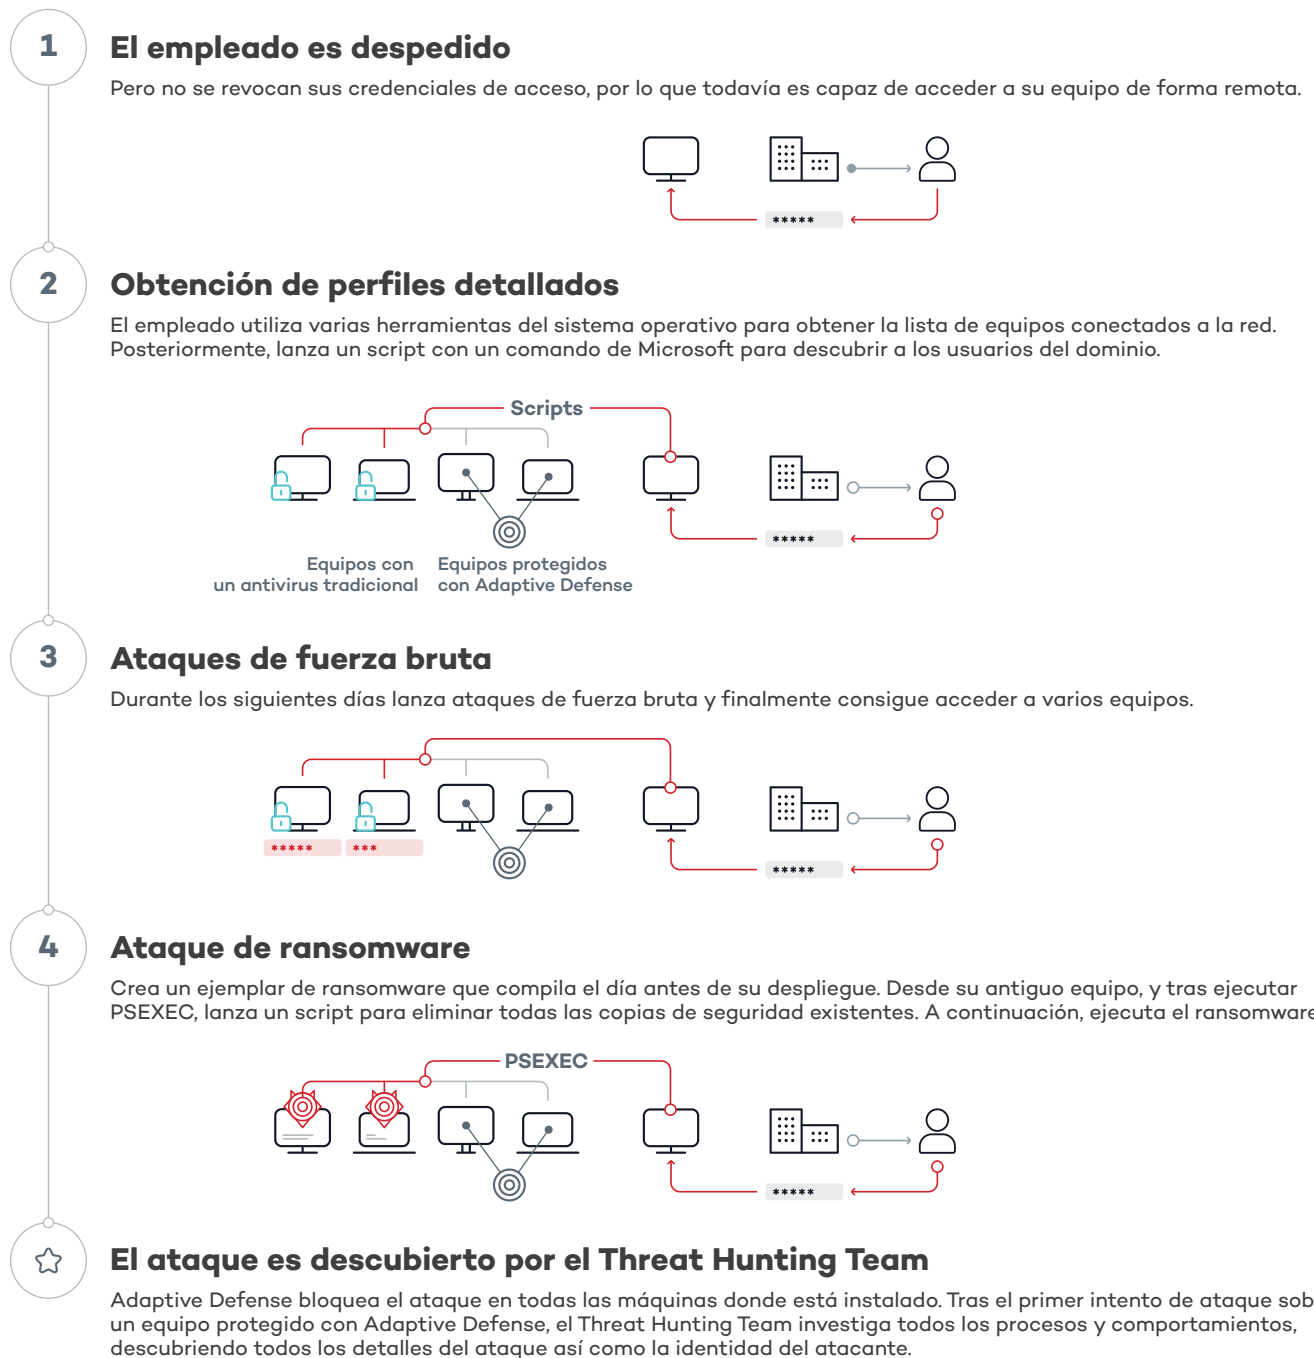 1
El empleado es despedido
Pero no se revocan sus credenciales de acceso, por lo que todavía es capaz de acceder a su equipo de forma remota.
*****
2
Obtención de perfiles detallados
El empleado utiliza varias herramientas del sistema operativo para obtener la lista de equipos conectados a la red.
Posteriormente, lanza un script con un comando de Microsoft para descubrir a los usuarios del dominio.
Scripts
*****
Equipos con
un antivirus tradicional
Equipos protegidos
con Adaptive Defense
3
Ataques de fuerza bruta
Durante los siguientes días lanza ataques de fuerza bruta y finalmente consigue acceder a varios equipos.
***** ***
*****
4
Ataque de ransomware
Crea un ejemplar de ransomware que compila el día antes de su despliegue. Desde su antiguo equipo, y tras ejecutar
PSEXEC, lanza un script para eliminar todas las copias de seguridad existentes. A continuación, ejecuta el ransomware
PSEXEC
*****
El ataque es descubierto por el Threat Hunting Team
Adaptive Defense bloquea el ataque en todas las máquinas donde está instalado. Tras el primer intento de ataque sob
un equipo protegido con Adaptive Defense, el Threat Hunting Team investiga todos los procesos y comportamientos,
descubriendo todos los detalles del ataque así como la identidad del atacante.